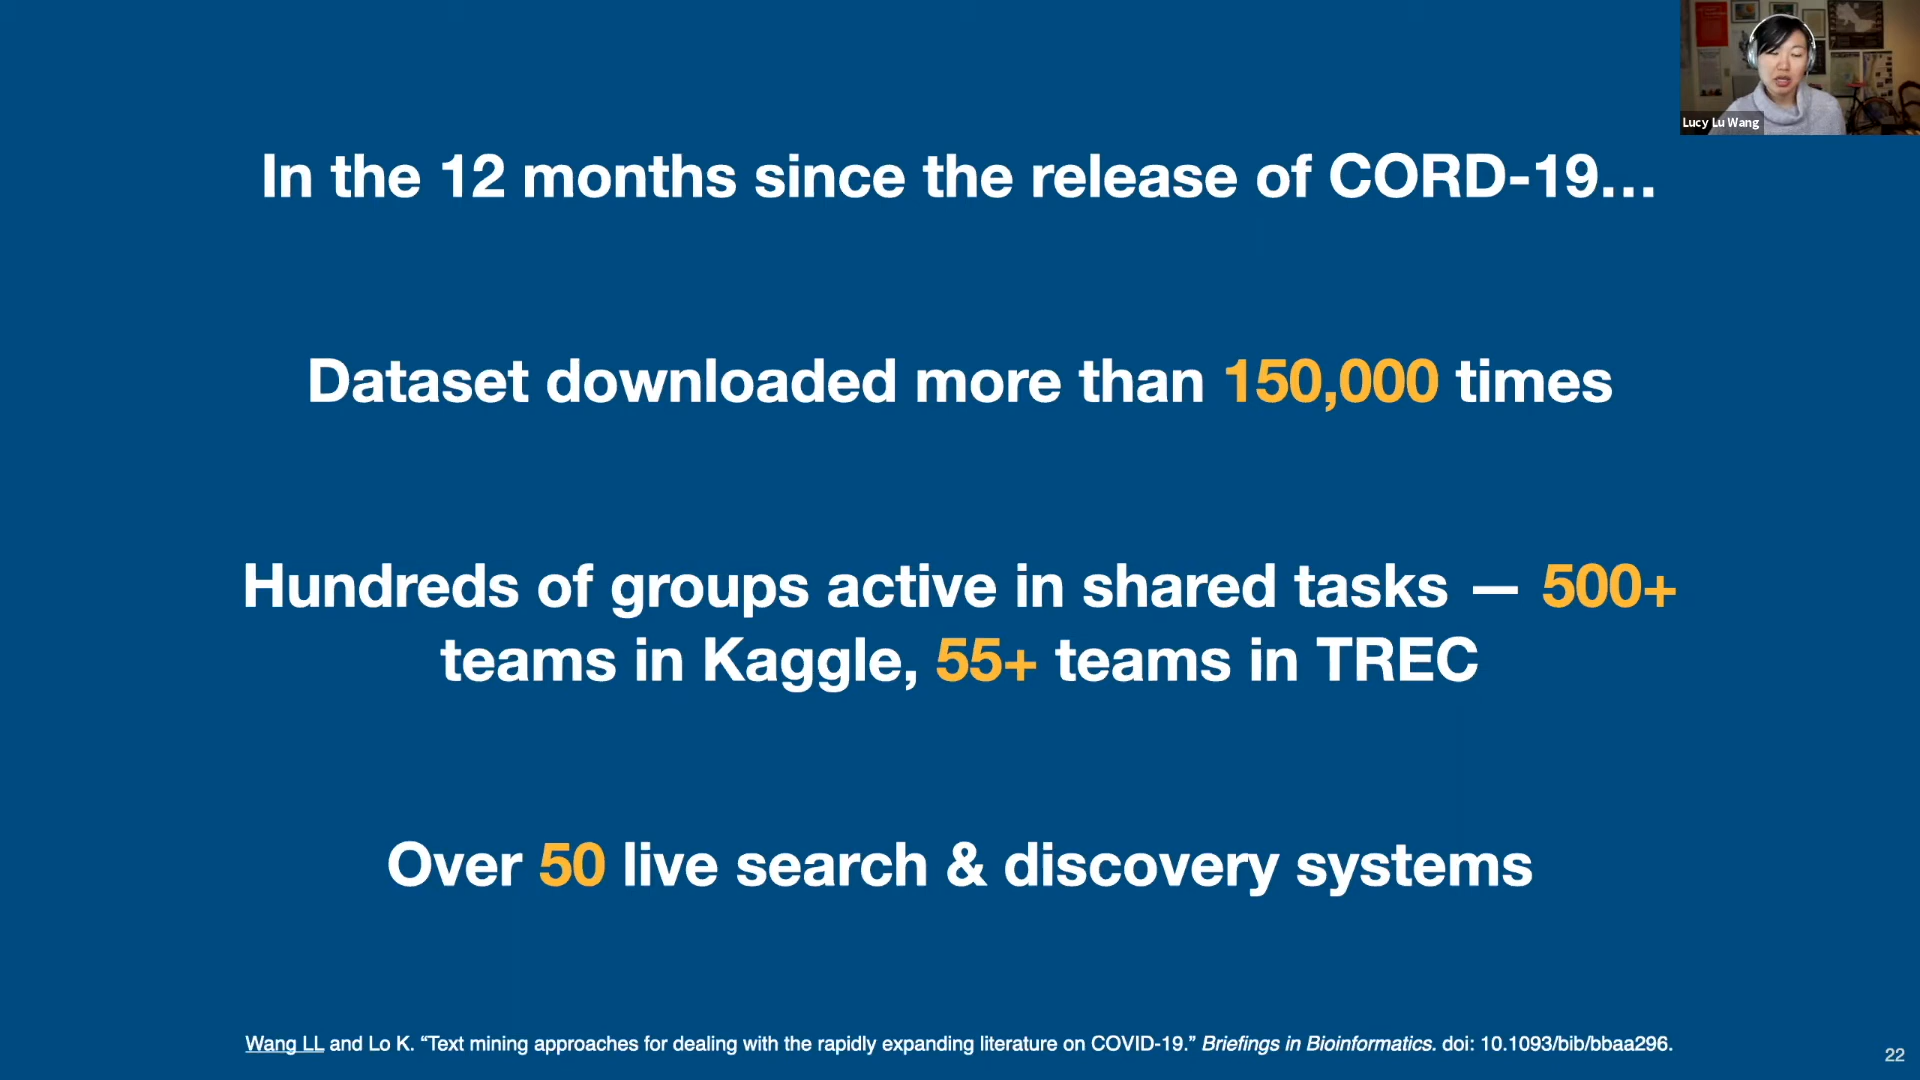 Lucy Lu Wang
In the 12 months since the release of CORD-19…
Dataset downloaded more than 150,000 times
Hundreds of groups active in shared tasks — 500+
teams in Kaggle, 55+ teams in TREC
Over 50 live search & discovery systems
Wang LL and Lo K. “Text mining approaches for dealing with the rapidly expanding literature on COVID-19.” Briefings in Bioinformatics. doi: 10.1093/bib/bbaa296.
22